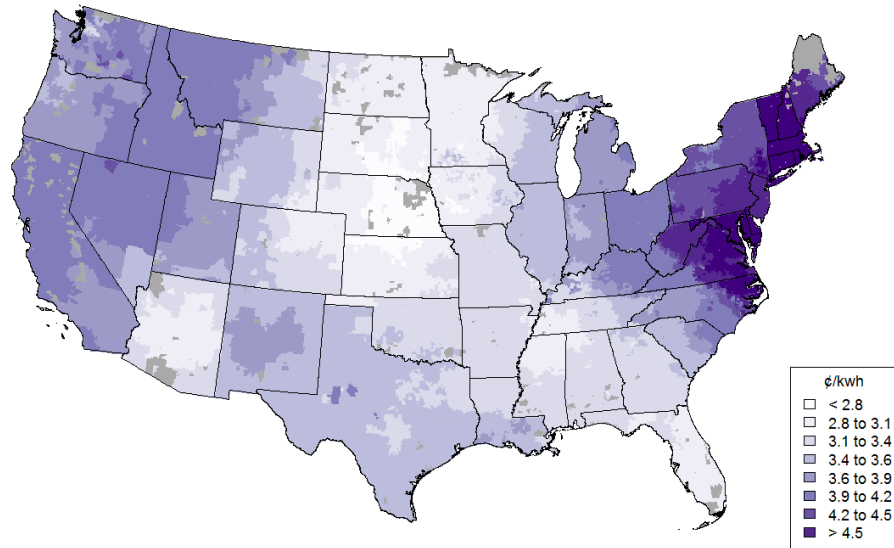 ¢/kwh
< 2.8
2.8 to 3.1
3.1 to 3.4
3.4 to 3.6
3.6 to 3.9
3.9 to 4.2
4.2 to 4.5
> 4.5